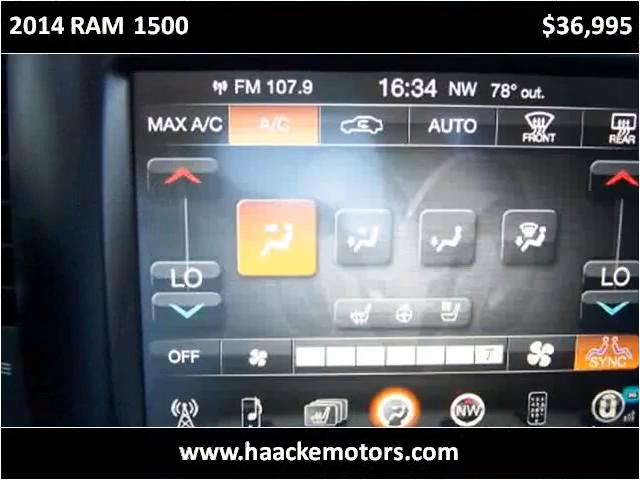 2014 RAM 1500 $36,995
FM 107.9 16:34 NW 78° out.
MAX A/C A/C AUTO FRONT REAR
LO LO
OFF 7 SYNC
NW
www.haackemotors.com